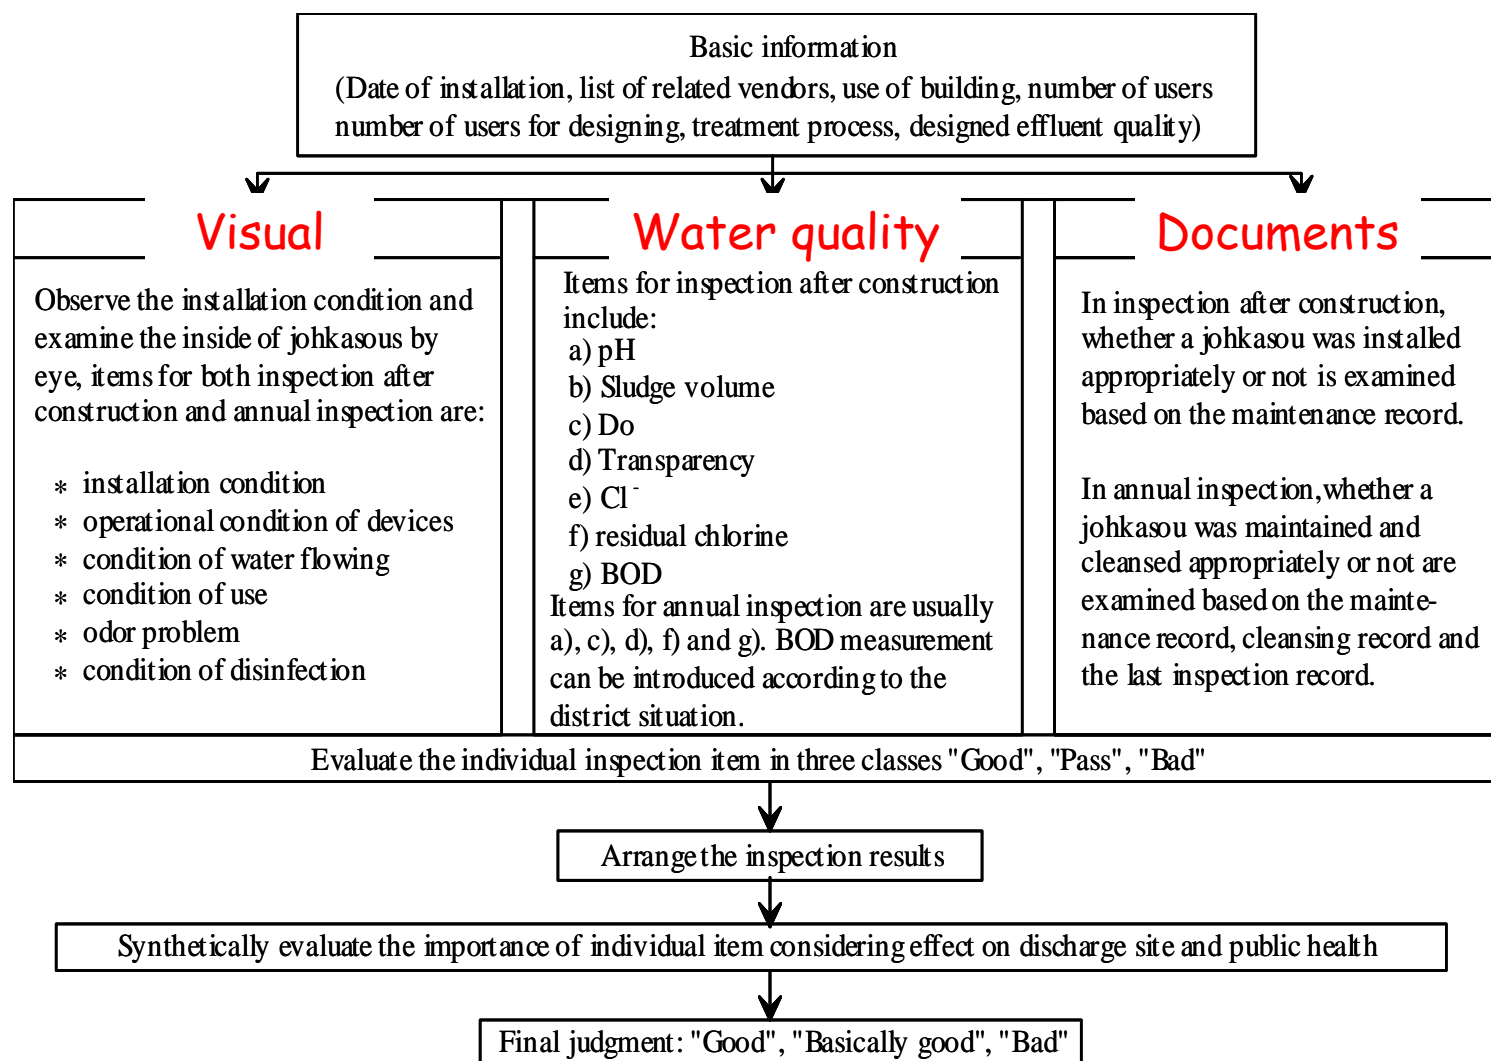 Basic information
(Date of installation, list of related vendors, use of building, number of users
number of users for designing, treatment process, designed effluent quality)
Visual
Observe the installation condition and
examine the inside of johkasous by
eye, items for both inspection after
construction and annual inspection are:
* installation condition
* operational condition of devices
* condition of water flowing
* condition of use
* odor problem
* condition of disinfection
Water quality
Items for inspection after construction
include:
a) pH
b) Sludge volume
c) Do
d) Transparency
e) Cl⁻
f) residual chlorine
g) BOD
Items for annual inspection are usually
a), c), d), f) and g). BOD measurement
can be introduced according to the
district situation.
Documents
In inspection after construction,
whether a johkasou was installed
appropriately or not is examined
based on the maintenance record.
In annual inspection,whether a
johkasou was maintained and
cleansed appropriately or not are
examined based on the mainte-
nance record, cleansing record and
the last inspection record.
Evaluate the individual inspection item in three classes "Good", "Pass", "Bad"
Arrange the inspection results
Synthetically evaluate the importance of individual item considering effect on discharge site and public health
Final judgment: "Good", "Basically good", "Bad"